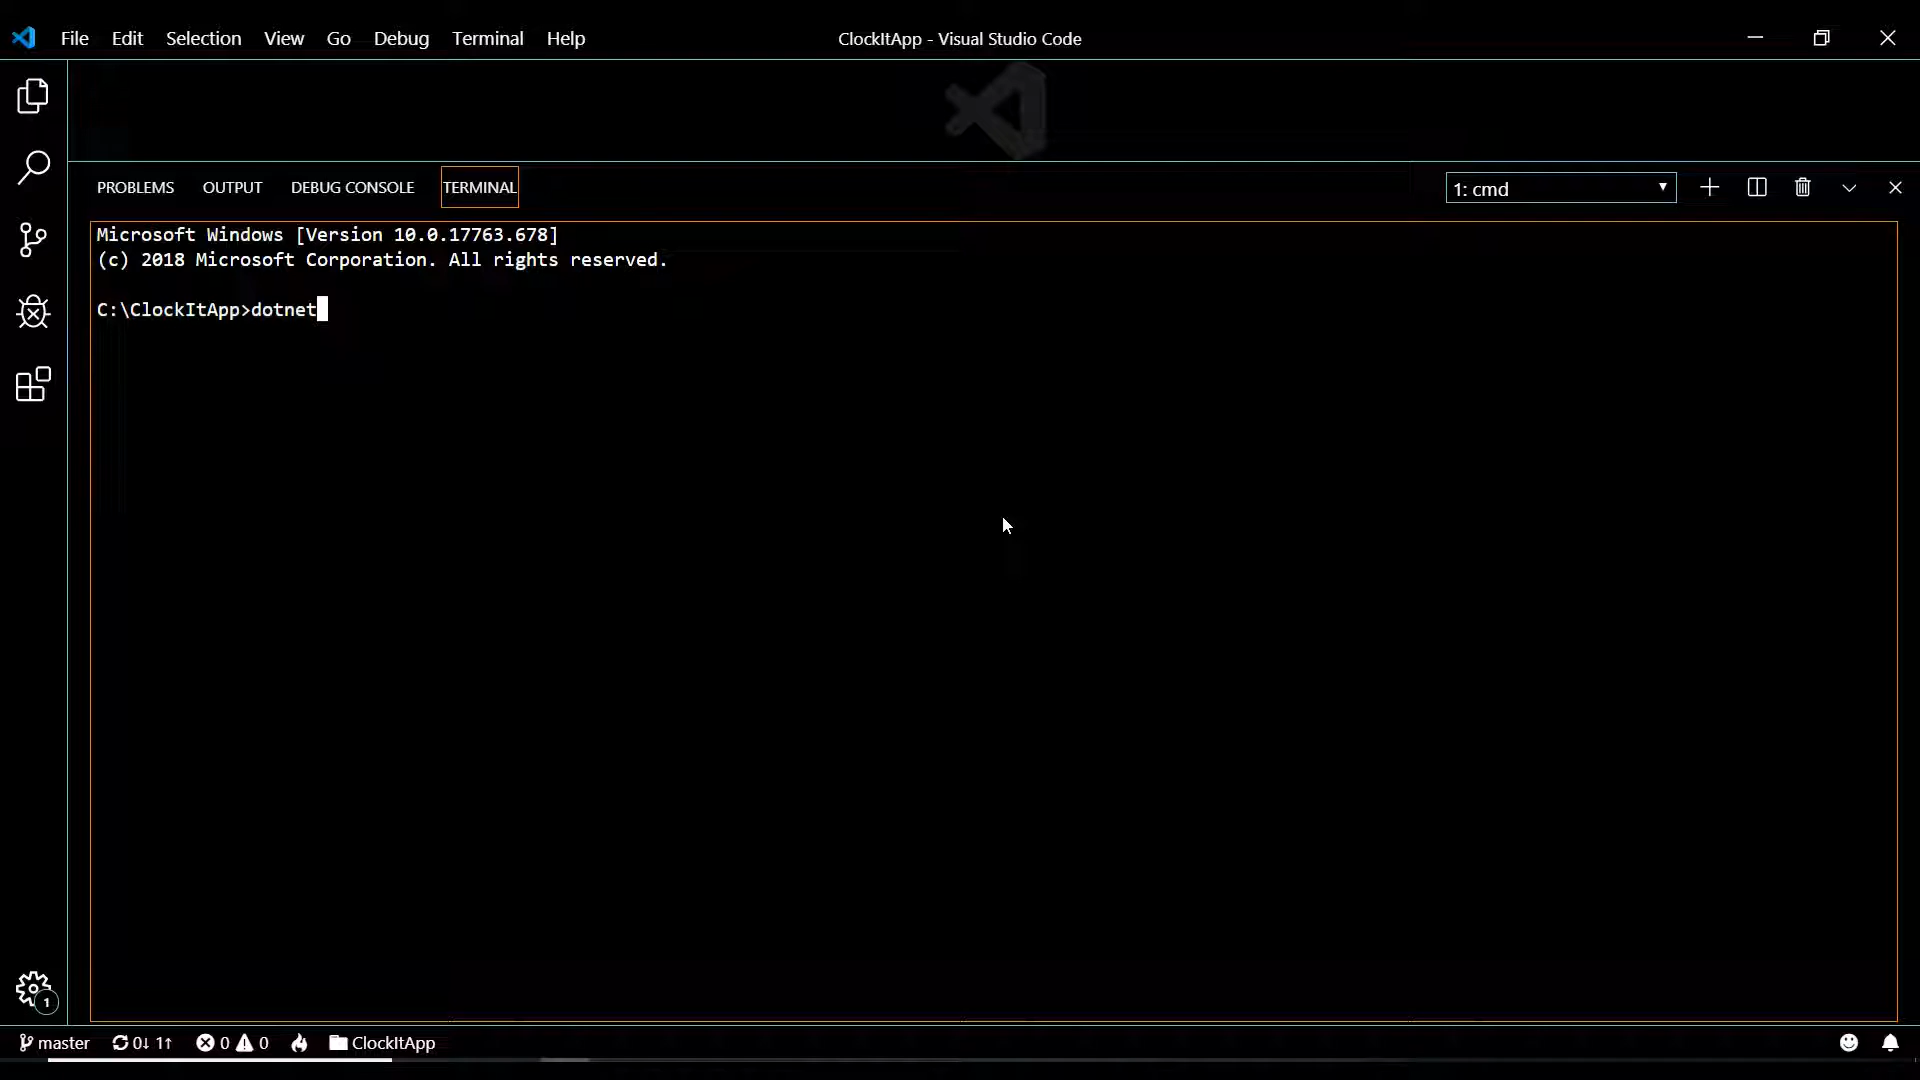 File Edit Selection View Go Debug Terminal Help
ClockItApp - Visual Studio Code
PROBLEMS OUTPUT DEBUG CONSOLE TERMINAL
1: cmd
Microsoft Windows [Version 10.0.17763.678]
(c) 2018 Microsoft Corporation. All rights reserved.
C:\ClockItApp>dotnet
1
master 0↓ 1↑ 0 0 ClockItApp